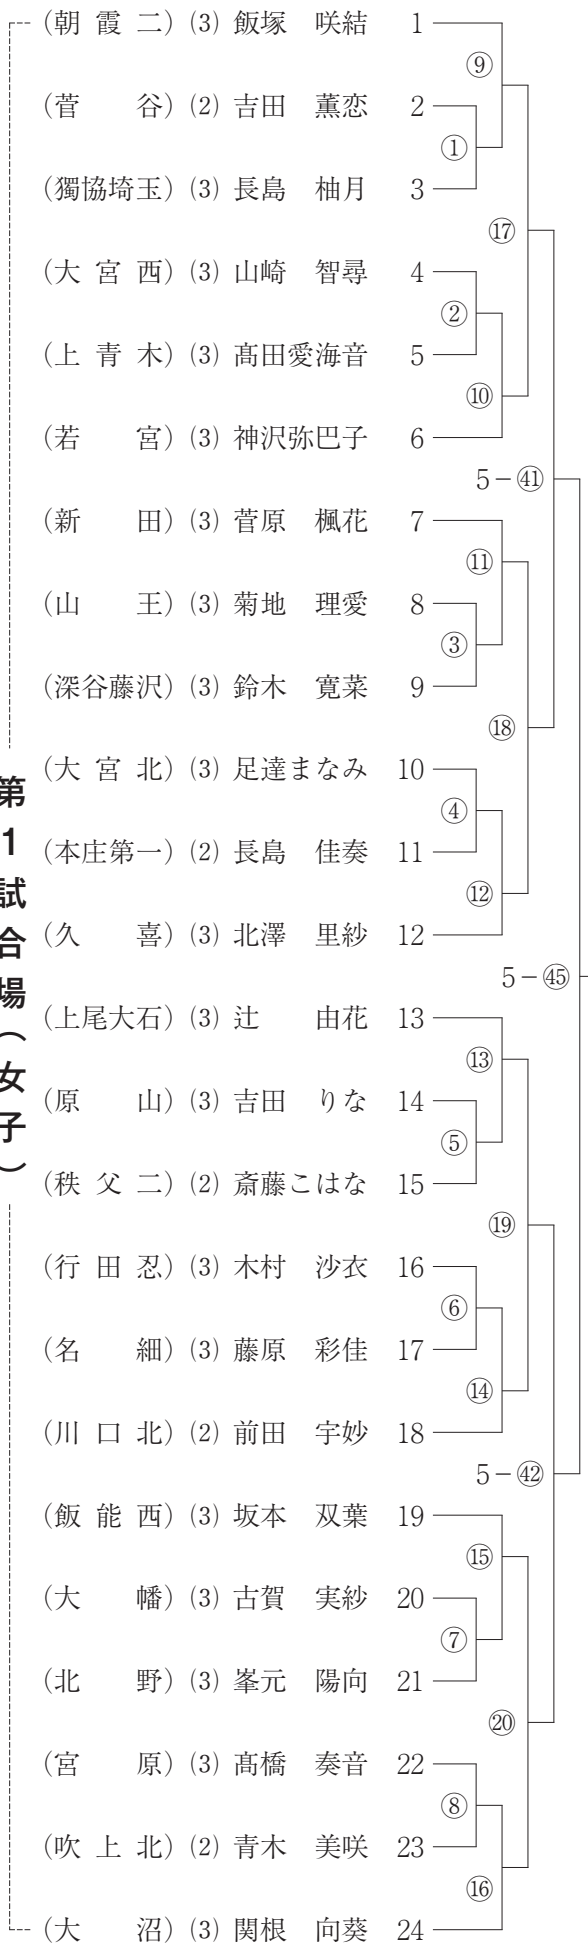 第1試合場（女子）
（朝霞二）(3) 飯塚　咲結　1
⑨
（菅　谷）(2) 吉田　薫恋　2
①
（獨協埼玉）(3) 長島　柚月　3
⑰
（大宮西）(3) 山崎　智尋　4
②
（上青木）(3) 髙田愛海音　5
⑩
（若　宮）(3) 神沢弥巴子　6
5－㊶
（新　田）(3) 菅原　楓花　7
⑪
（山　王）(3) 菊地　理愛　8
③
（深谷藤沢）(3) 鈴木　寛菜　9
⑱
（大宮北）(3) 足達まなみ　10
④
（本庄第一）(2) 長島　佳奏　11
⑫
（久　喜）(3) 北澤　里紗　12
5－㊺
（上尾大石）(3) 辻　　由花　13
⑬
（原　山）(3) 吉田　りな　14
⑤
（秩父二）(2) 斎藤こはな　15
⑲
（行田忍）(3) 木村　沙衣　16
⑥
（名　細）(3) 藤原　彩佳　17
⑭
（川口北）(2) 前田　宇妙　18
5－㊷
（飯能西）(3) 坂本　双葉　19
⑮
（大　幡）(3) 古賀　実紗　20
⑦
（北　野）(3) 峯元　陽向　21
⑳
（宮　原）(3) 髙橋　奏音　22
⑧
（吹上北）(2) 青木　美咲　23
⑯
（大　沼）(3) 関根　向葵　24